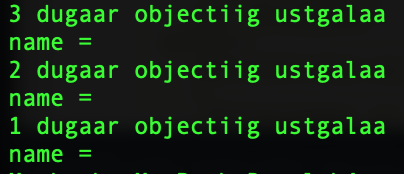 3 dugaar objectiig ustgalaa
name =
2 dugaar objectiig ustgalaa
name =
1 dugaar objectiig ustgalaa
name =